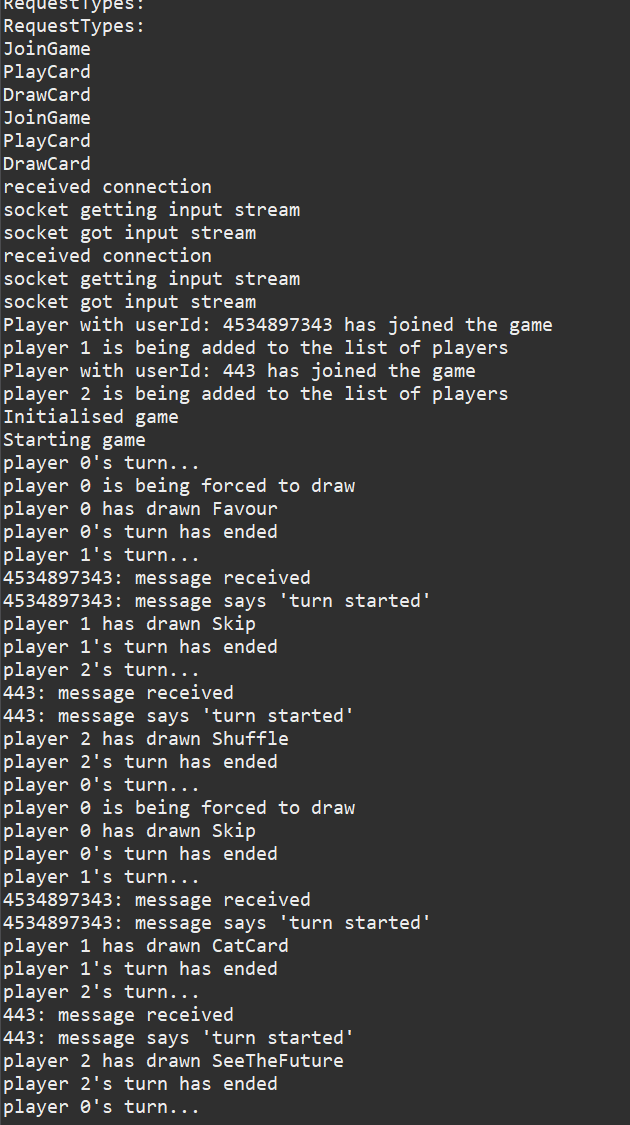 RequestTypes:
RequestTypes:
JoinGame
PlayCard
DrawCard
JoinGame
PlayCard
DrawCard
received connection
socket getting input stream
socket got input stream
received connection
socket getting input stream
socket got input stream
Player with userId: 4534897343 has joined the game
player 1 is being added to the list of players
Player with userId: 443 has joined the game
player 2 is being added to the list of players
Initialised game
Starting game
player 0's turn...
player 0 is being forced to draw
player 0 has drawn Favour
player 0's turn has ended
player 1's turn...
4534897343: message received
4534897343: message says 'turn started'
player 1 has drawn Skip
player 1's turn has ended
player 2's turn...
443: message received
443: message says 'turn started'
player 2 has drawn Shuffle
player 2's turn has ended
player 0's turn...
player 0 is being forced to draw
player 0 has drawn Skip
player 0's turn has ended
player 1's turn...
4534897343: message received
4534897343: message says 'turn started'
player 1 has drawn CatCard
player 1's turn has ended
player 2's turn...
443: message received
443: message says 'turn started'
player 2 has drawn SeeTheFuture
player 2's turn has ended
player 0's turn...